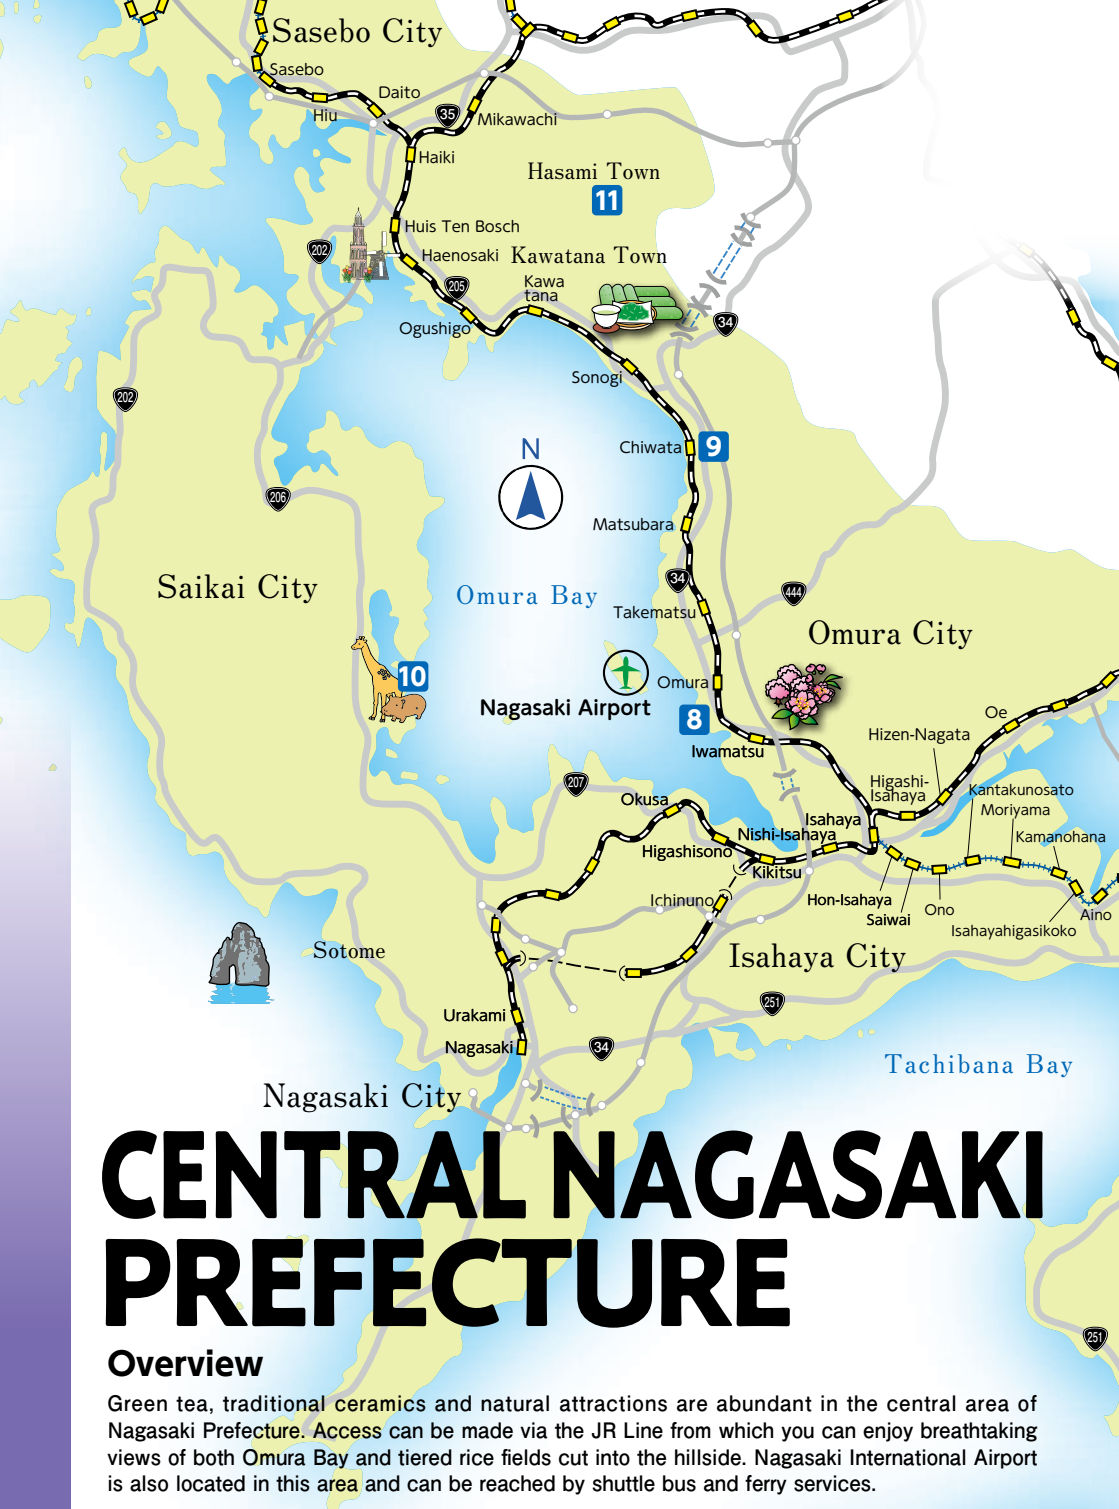 Sasebo City
Sasebo
Daito
Hiu
35
Mikawachi
Haiki
Hasami Town
11
Huis Ten Bosch
202
Haenosaki
Kawatana Town
205
Kawa
tana
Ogushigo
34
Sonogi
202
Chiwata
9
N
206
Matsubara
34
Saikai City
Omura Bay
444
Takematsu
Omura City
10
Omura
Nagasaki Airport
8
Iwamatsu
Oe
Hizen-Nagata
207
Higashi-
Isahaya
Kantakunosato
Okusa
Moriyama
Isahaya
Nishi-Isahaya
Kamanohana
Higashisono
Kikitsu
Ichinuno
Hon-Isahaya
Saiwai
Ono
Aino
Isahayahigasikoko
Sotome
Isahaya City
251
Urakami
Nagasaki
34
Tachibana Bay
Nagasaki City
CENTRAL NAGASAKI
PREFECTURE
251
Overview
Green tea, traditional ceramics and natural attractions are abundant in the central area of
Nagasaki Prefecture. Access can be made via the JR Line from which you can enjoy breathtaking
views of both Omura Bay and tiered rice fields cut into the hillside. Nagasaki International Airport
is also located in this area and can be reached by shuttle bus and ferry services.